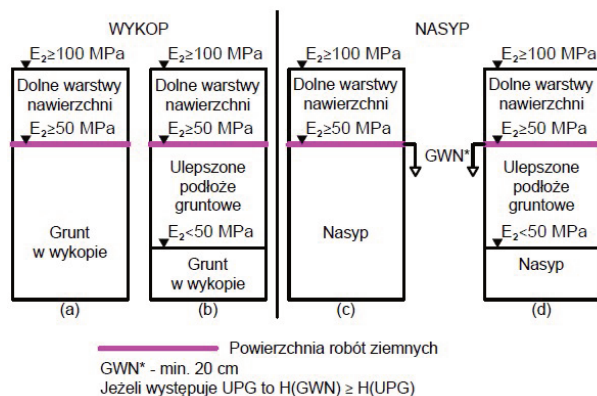 WYKOP
NASYP
E₂≥100 MPa
Dolne warstwy
nawierzchni
E₂≥50 MPa
Grunt
w wykopie
(a)
E₂≥100 MPa
Dolne warstwy
nawierzchni
E₂≥50 MPa
Ulepszone
podłoże
gruntowe
E₂<50 MPa
Grunt
w wykopie
(b)
E₂≥100 MPa
Dolne warstwy
nawierzchni
E₂≥50 MPa
GWN*
Nasyp
(c)
E₂≥100 MPa
Dolne warstwy
nawierzchni
E₂≥50 MPa
Ulepszone
podłoże
gruntowe
E₂<50 MPa
Nasyp
(d)
Powierzchnia robót ziemnych
GWN* - min. 20 cm
Jeżeli występuje UPG to H(GWN) ≥ H(UPG)